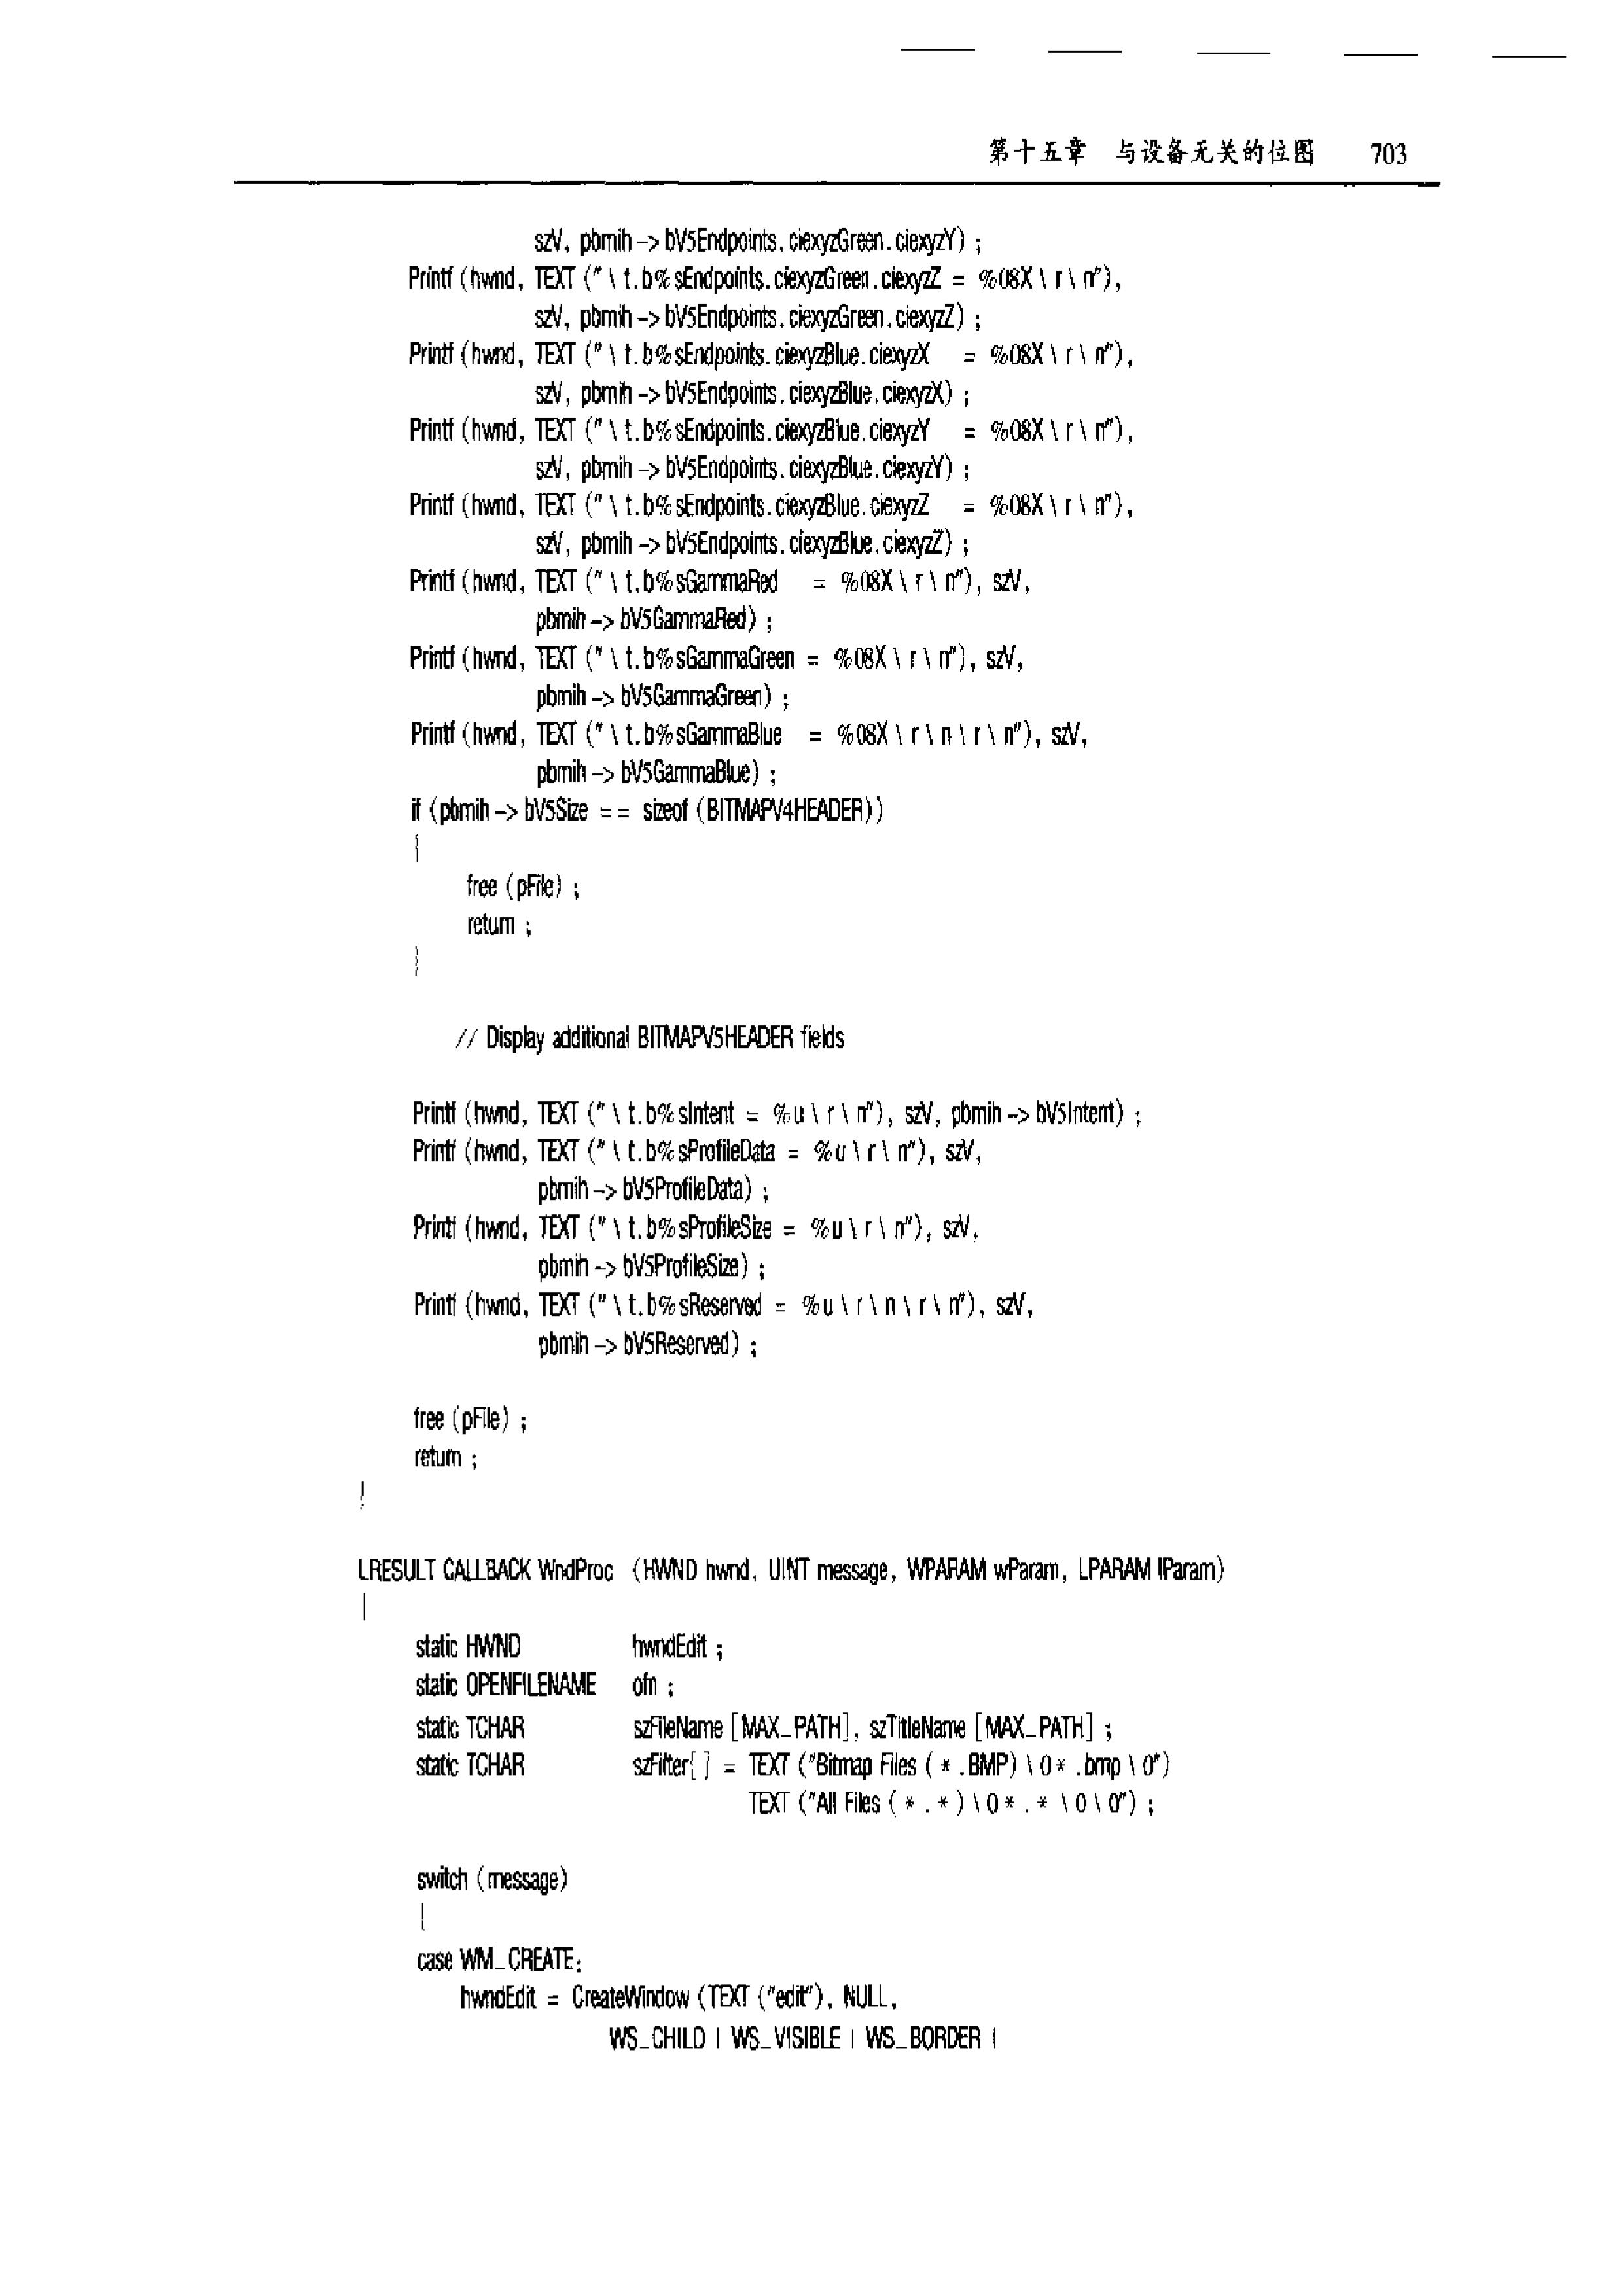 第十五章 与设备无关的位图 703
szV, pbmih -> bV5Endpoints.ciexyzGreen.ciexyzY) ;
Printf (hwnd, TEXT ("\t.b%sEndpoints.ciexyzGreen.ciexyzZ = %08X\r\n"),
szV, pbmih -> bV5Endpoints.ciexyzGreen.ciexyzZ) ;
Printf (hwnd, TEXT ("\t.b%sEndpoints.ciexyzBlue.ciexyzX = %08X\r\n"),
szV, pbmih -> bV5Endpoints.ciexyzBlue.ciexyzX) ;
Printf (hwnd, TEXT ("\t.b%sEndpoints.ciexyzBlue.ciexyzY = %08X\r\n"),
szV, pbmih -> bV5Endpoints.ciexyzBlue.ciexyzY) ;
Printf (hwnd, TEXT ("\t.b%sEndpoints.ciexyzBlue.ciexyzZ = %08X\r\n"),
szV, pbmih -> bV5Endpoints.ciexyzBlue.ciexyzZ) ;
Printf (hwnd, TEXT ("\t.b%sGammaRed = %08X\r\n"), szV,
pbmih -> bV5GammaRed) ;
Printf (hwnd, TEXT ("\t.b%sGammaGreen = %08X\r\n"), szV,
pbmih -> bV5GammaGreen) ;
Printf (hwnd, TEXT ("\t.b%sGammaBlue = %08X\r\n\r\n"), szV,
pbmih -> bV5GammaBlue) ;
if (pbmih -> bV5Size == sizeof (BITMAPV4HEADER))
{
free (pFile) ;
return ;
}
// Display additional BITMAPV5HEADER fields
Printf (hwnd, TEXT ("\t.b%sIntent = %u\r\n"), szV, pbmih -> bV5Intent) ;
Printf (hwnd, TEXT ("\t.b%sProfileData = %u\r\n"), szV,
pbmih -> bV5ProfileData) ;
Printf (hwnd, TEXT ("\t.b%sProfileSize = %u\r\n"), szV,
pbmih -> bV5ProfileSize) ;
Printf (hwnd, TEXT ("\t.b%sReserved = %u\r\n\r\n"), szV,
pbmih -> bV5Reserved) ;
free (pFile) ;
return ;
}
LRESULT CALLBACK WndProc (HWND hwnd, UINT message, WPARAM wParam, LPARAM lParam)
{
static HWND hwndEdit ;
static OPENFILENAME ofn ;
static TCHAR szFileName [MAX_PATH], szTitleName [MAX_PATH] ;
static TCHAR szFilter[] = TEXT ("Bitmap Files (*.BMP)\0*.bmp\0")
TEXT ("All Files (*.*)\0*.*\0\0") ;
switch (message)
{
case WM_CREATE:
hwndEdit = CreateWindow (TEXT ("edit"), NULL,
WS_CHILD | WS_VISIBLE | WS_BORDER |